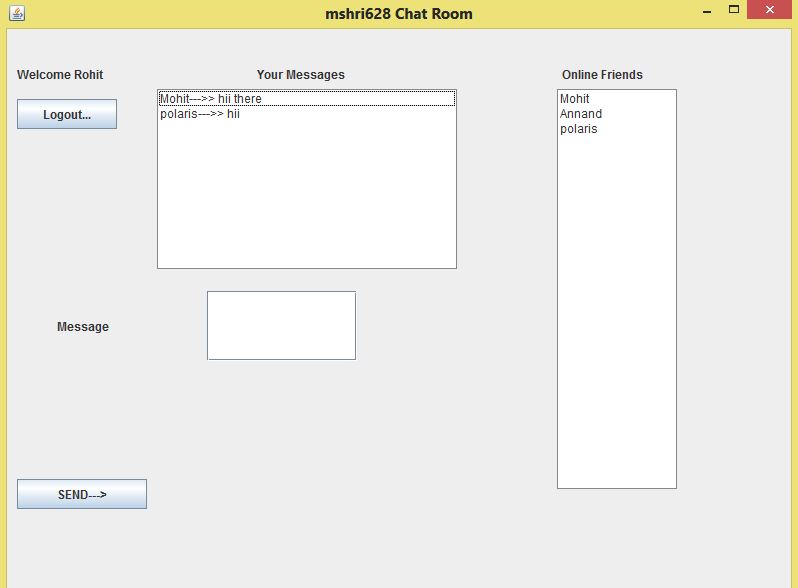 mshri628 Chat Room
Welcome Rohit
Your Messages
Online Friends
Logout...
Mohit--->> hii there
polaris--->> hii
Mohit
Annand
polaris
Message
SEND--->